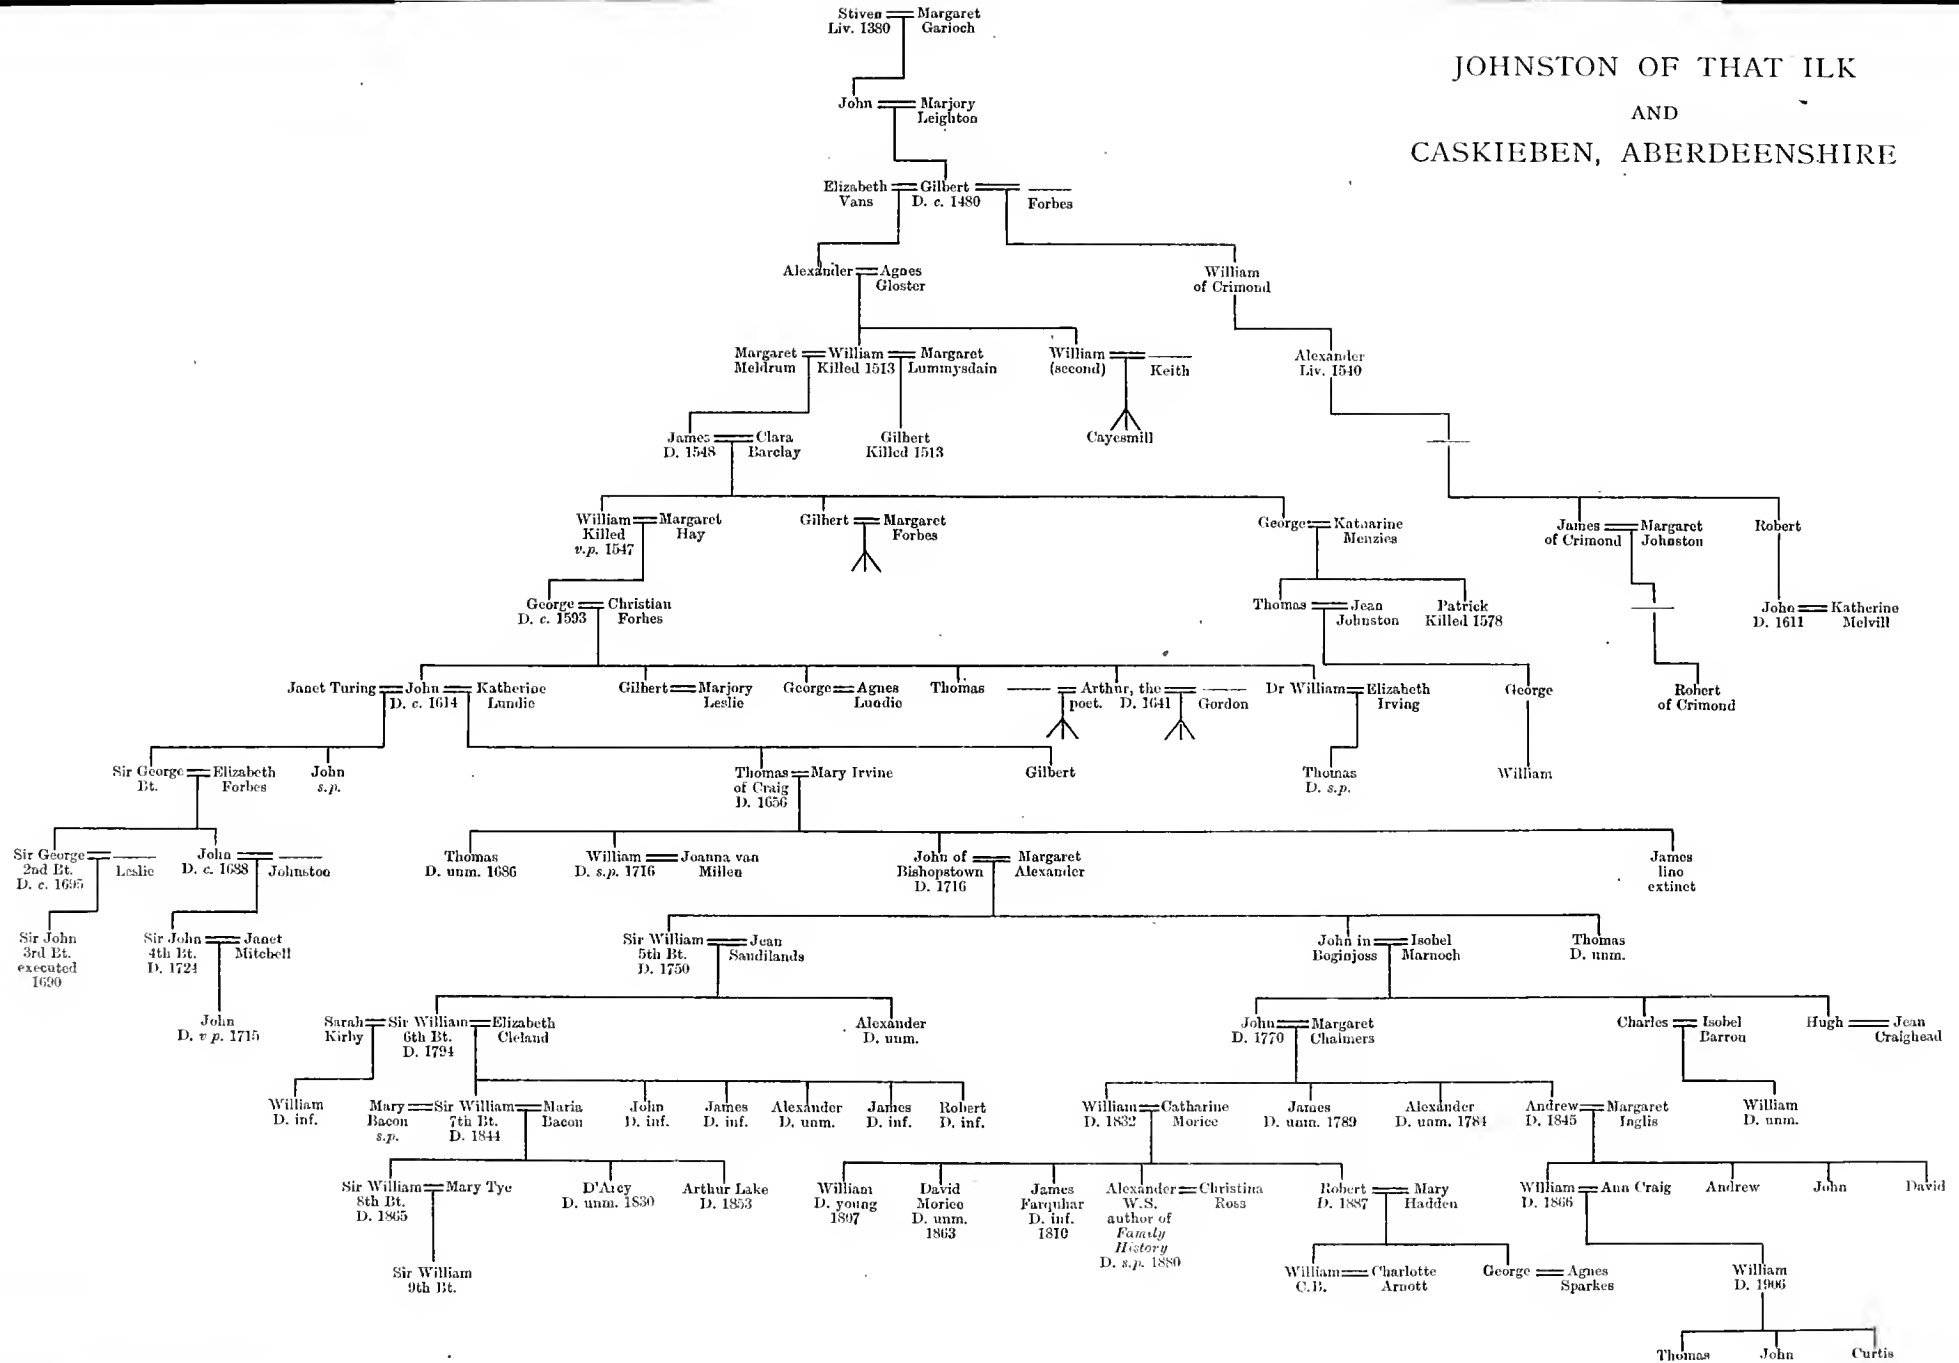 JOHNSTON OF THAT ILK
AND
CASKIEBEN, ABERDEENSHIRE
Stiven Margaret
Liv. 1380 Garioch
John Marjory
Leighton
Elizabeth Gilbert
Vans D. c. 1480 Forbes
Alexander Agnes
Gloster
William
of Crimond
Margaret William Margaret
Meldrum Killed 1513 Lummysdain
William
(second) Keith
Alexander
Liv. 1540
James Clara
D. 1548 Barclay
Gilbert
Killed 1513
Cayesmill
William Margaret
Killed Hay
v.p. 1547
Gilbert Margaret
Forbes
George Katharine
Menzies
James Margaret
of Crimond Johnston
Robert
George Christian
D. c. 1593 Forbes
Thomas Jean
Johnston
Patrick
Killed 1578
John Katherine
D. 1611 Melvill
Janet Turing John Katherine
D. c. 1614 Lundie
Gilbert Marjory
Leslie
George Agnes
Lundie
Thomas
Arthur, the
poet. D. 1641 Gordon
Dr William Elizabeth
Irving
George
Robert
of Crimond
Sir George Elizabeth
Bt. Forbes
John
s.p.
Thomas Mary Irvine
of Craig
D. 1656
Gilbert
Thomas
D. s.p.
William
Sir George
2nd Bt. Leslie
D. c. 1695
John
D. c. 1688 Johnston
Thomas
D. unm. 1686
William Joanna van
D. s.p. 1716 Millen
John of Margaret
Bishopstown Alexander
D. 1716
James
line
extinct
Sir John
3rd Bt.
executed
1690
Sir John Janet
4th Bt. Mitchell
D. 1724
Sir William Jean
5th Bt. Sandilands
D. 1750
John in Isobel
Boginjoss Marnoch
Thomas
D. unm.
John
D. v p. 1715
Sarah Sir William Elizabeth
Kirby 6th Bt. Cleland
D. 1794
Alexander
D. unm.
John Margaret
D. 1770 Chalmers
Charles Isobel
Barron
Hugh Jean
Craighead
William
D. inf.
Mary Sir William Maria
Bacon 7th Bt. Bacon
s.p. D. 1844
John
D. inf.
James
D. inf.
Alexander
D. unm.
James
D. inf.
Robert
D. inf.
William Catharine
D. 1832 Morice
James
D. unm. 1789
Alexander
D. unm. 1784
Andrew Margaret
D. 1845 Inglis
William
D. unm.
Sir William Mary Tye
8th Bt.
D. 1865
D'Arcy
D. unm. 1830
Arthur Lake
D. 1853
William
D. young
1807
David
Morice
D. unm.
1863
James
Farquhar
D. inf.
1810
Alexander Christina
W.S. Ross
author of
Family
History
D. s.p. 1880
Robert Mary
D. 1887 Hadden
William Ann Craig
D. 1866
Andrew
John
David
Sir William
9th Bt.
William Charlotte
C.B. Arnott
George Agnes
Sparkes
William
D. 1906
Thomas
John
Curtis